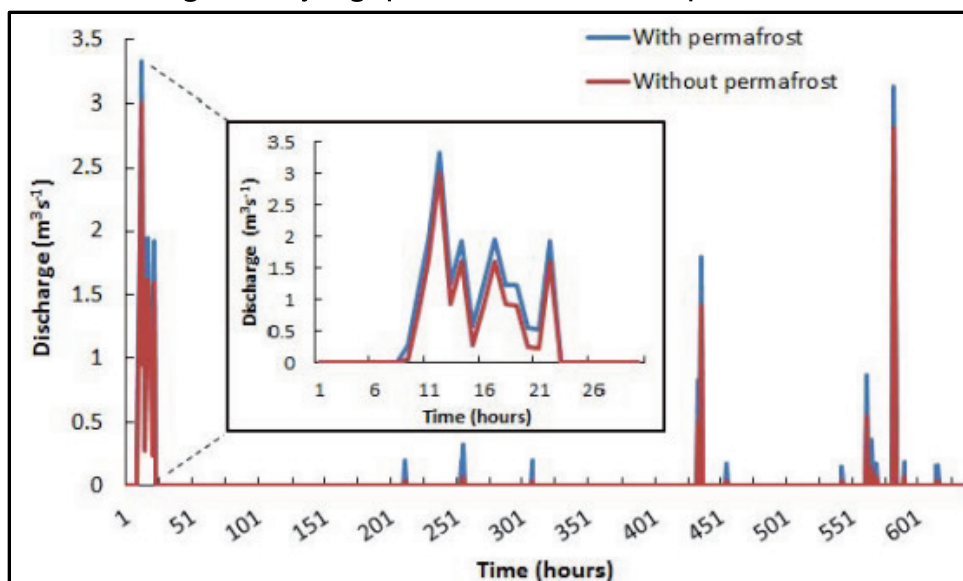 With permafrost
Without permafrost
3.5
3
2.5
2
1.5
1
0.5
0
Discharge (m³s⁻¹)
3.5
3
2.5
2
1.5
1
0.5
0
Discharge (m³s⁻¹)
1 6 11 16 21 26
Time (hours)
1 51 101 151 201 251 301 351 401 451 501 551 601
Time (hours)